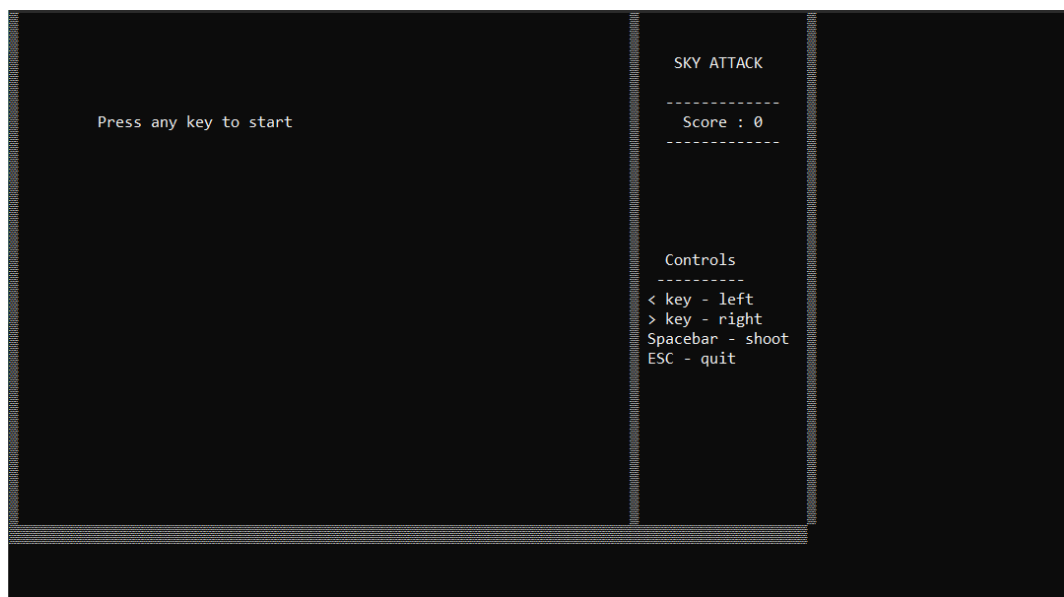 SKY ATTACK
-------------
Press any key to start
Score : 0
-------------
Controls
----------
< key - left
> key - right
Spacebar - shoot
ESC - quit